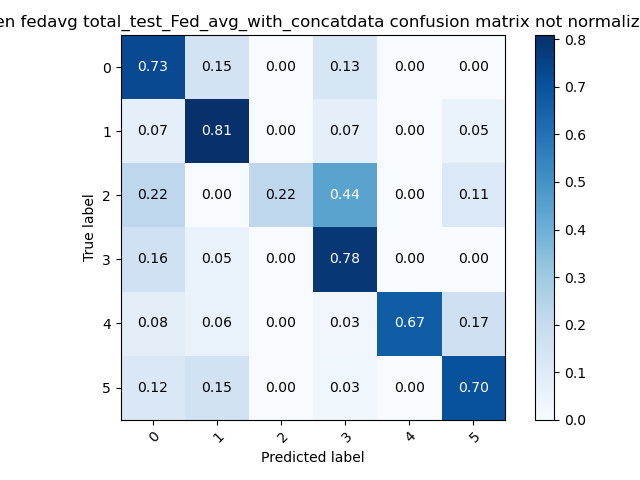 en fedavg total_test_Fed_avg_with_concatdata confusion matrix not normaliz
0 0.73 0.15 0.00 0.13 0.00 0.00
1 0.07 0.81 0.00 0.07 0.00 0.05
2 0.22 0.00 0.22 0.44 0.00 0.11
3 0.16 0.05 0.00 0.78 0.00 0.00
4 0.08 0.06 0.00 0.03 0.67 0.17
5 0.12 0.15 0.00 0.03 0.00 0.70
0 1 2 3 4 5
True label
Predicted label
0.8
0.7
0.6
0.5
0.4
0.3
0.2
0.1
0.0